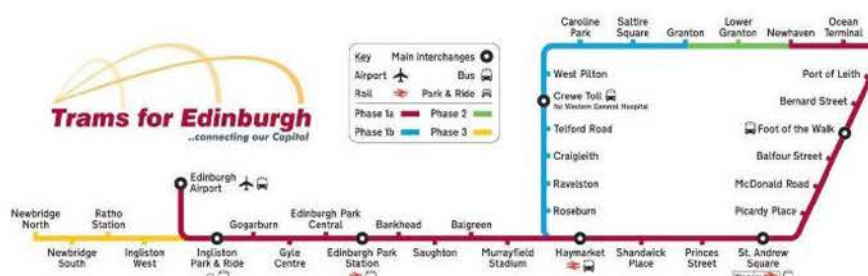 Trams for Edinburgh
...connecting our Capital
Key Main interchanges
Airport Bus
Rail Park & Ride
Phase 1a Phase 2
Phase 1b Phase 3
Caroline
Park
Saltire
Square
Granton
Lower
Granton
Newhaven
Ocean
Terminal
West Pilton
Crewe Toll
for Western General Hospital
Telford Road
Craigleith
Ravelston
Roseburn
Port of Leith
Bernard Street
Foot of the Walk
Balfour Street
McDonald Road
Picardy Place
Edinburgh
Airport
Newbridge
North
Ratho
Station
Gogarburn
Edinburgh Park
Central
Bankhead
Balgreen
Newbridge
South
Ingliston
West
Ingliston
Park & Ride
Gyle
Centre
Edinburgh Park
Station
Saughton
Murrayfield
Stadium
Haymarket
Shandwick
Place
Princes
Street
St. Andrew
Square